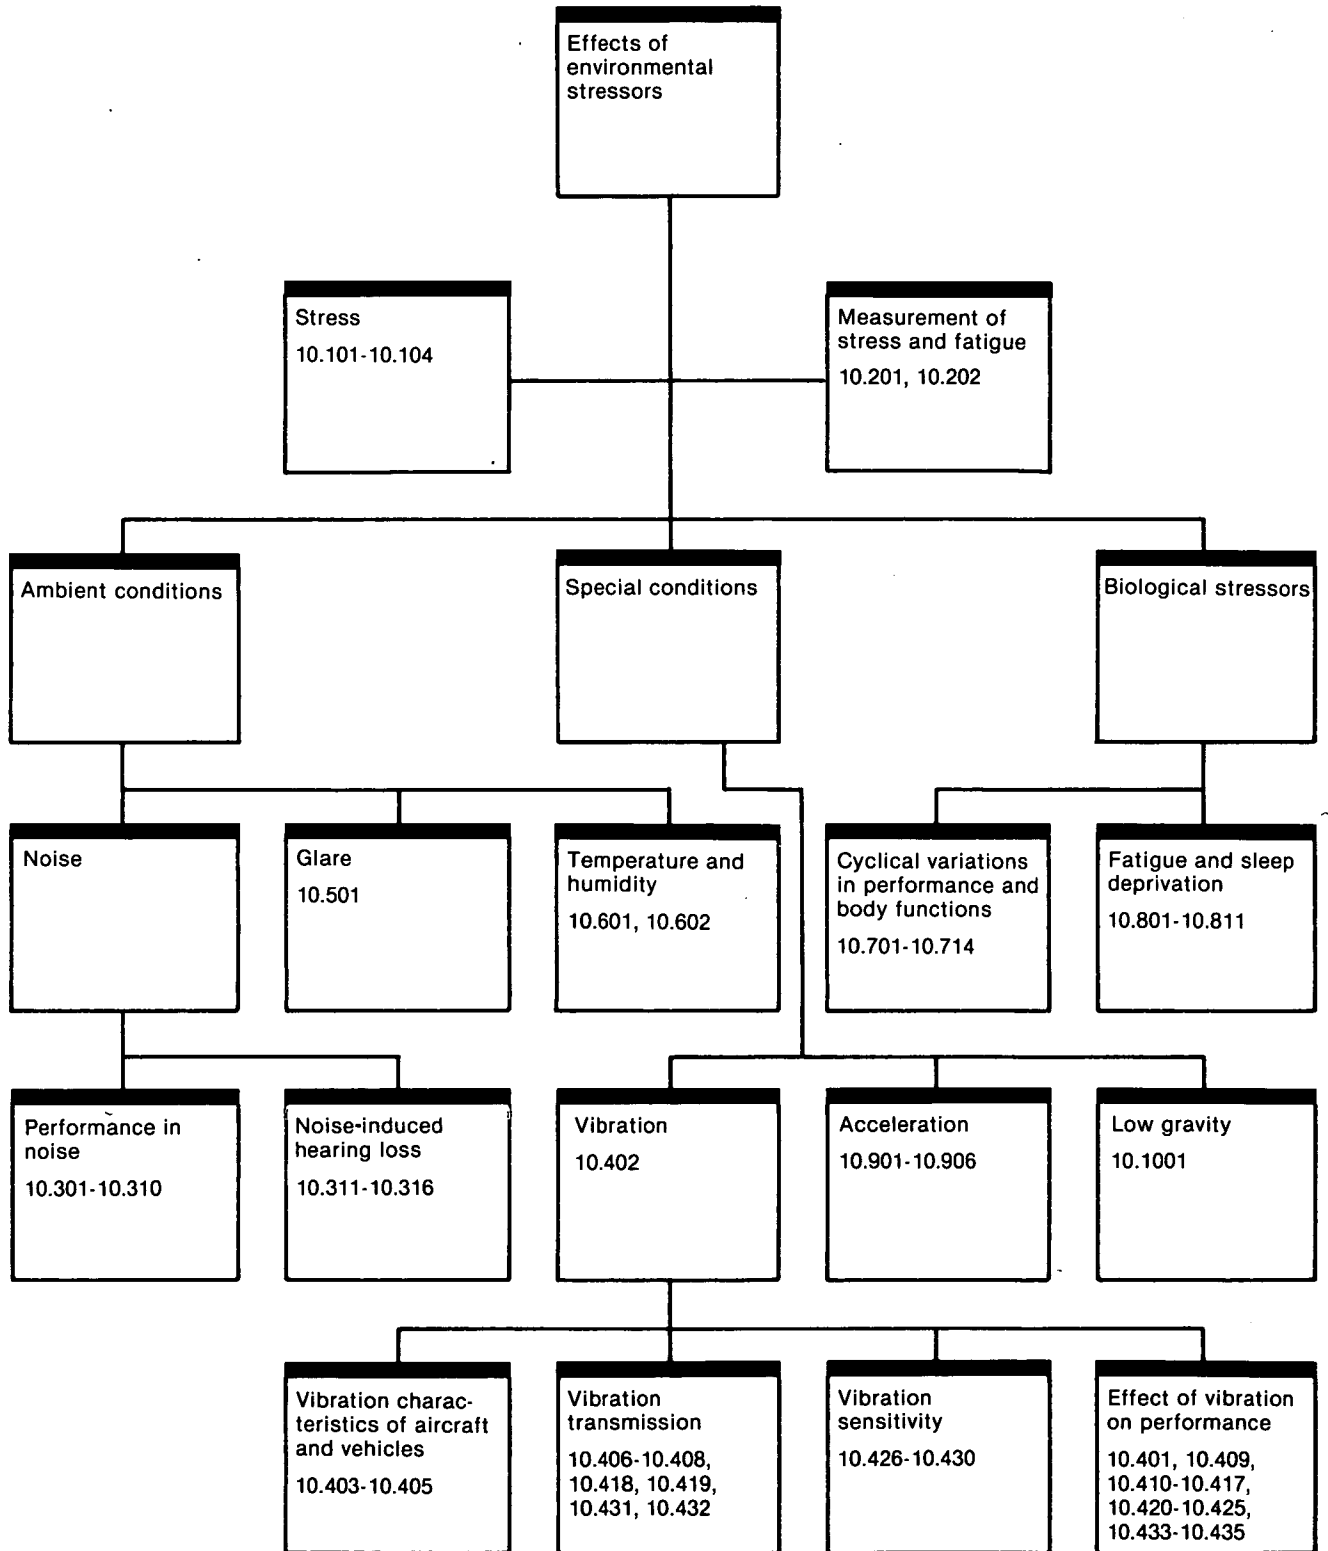 Effects of
environmental
stressors
Stress
10.101-10.104
Measurement of
stress and fatigue
10.201, 10.202
Ambient conditions
Special conditions
Biological stressors
Noise
Glare
10.501
Temperature and
humidity
10.601, 10.602
Cyclical variations
in performance and
body functions
10.701-10.714
Fatigue and sleep
deprivation
10.801-10.811
Performance in
noise
10.301-10.310
Noise-induced
hearing loss
10.311-10.316
Vibration
10.402
Acceleration
10.901-10.906
Low gravity
10.1001
Vibration charac-
teristics of aircraft
and vehicles
10.403-10.405
Vibration
transmission
10.406-10.408,
10.418, 10.419,
10.431, 10.432
Vibration
sensitivity
10.426-10.430
Effect of vibration
on performance
10.401, 10.409,
10.410-10.417,
10.420-10.425,
10.433-10.435